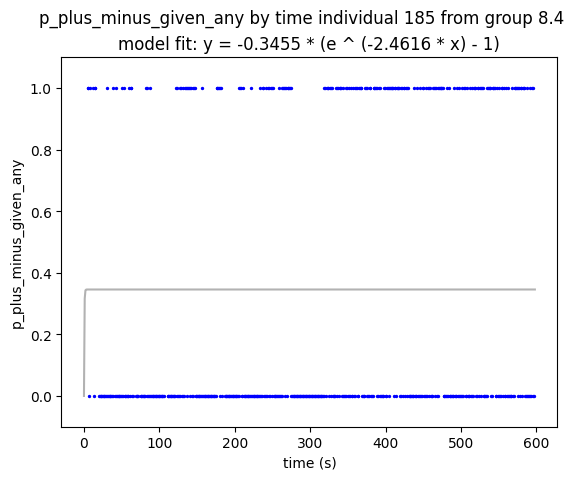 p_plus_minus_given_any by time individual 185 from group 8.4
model fit: y = -0.3455 * (e ^ (-2.4616 * x) - 1)
p_plus_minus_given_any
1.0
0.8
0.6
0.4
0.2
0.0
0 100 200 300 400 500 600
time (s)